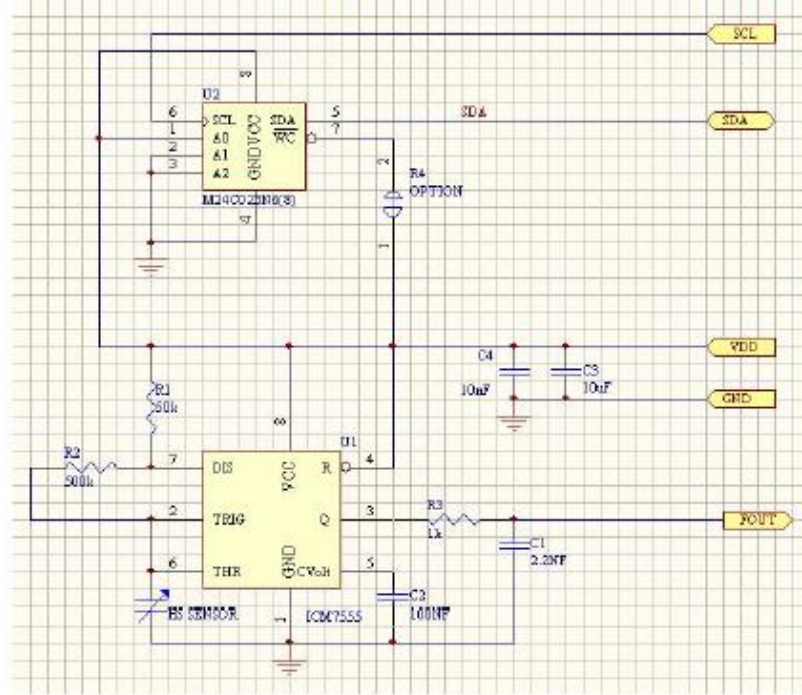 SCL
8
U2
6 SCL VCC SDA 5 SDA SDA
1 A0 WC 7
2 A1 GND
3 A2
4
2 R4
OPTION
1
VDD
C4 C3
10nF 10uF
GND
R1
50k
8
U1
R2 7 DIS VCC R 4
500k
2 TRIG Q 3 R3 FOUT
1k
C1
2.2NF
6 THR GND CVolt 5
C2
HS SENSOR 1 ICM7555 100NF